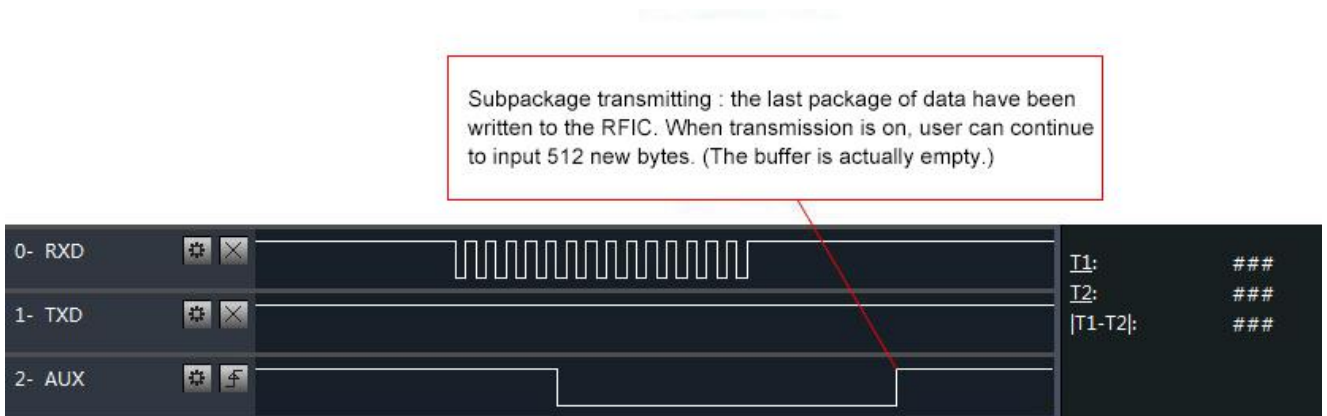 Subpackage transmitting : the last package of data have been
written to the RFIC. When transmission is on, user can continue
to input 512 new bytes. (The buffer is actually empty.)
0- RXD
T1: ###
1- TXD
T2: ###
|T1-T2|: ###
2- AUX